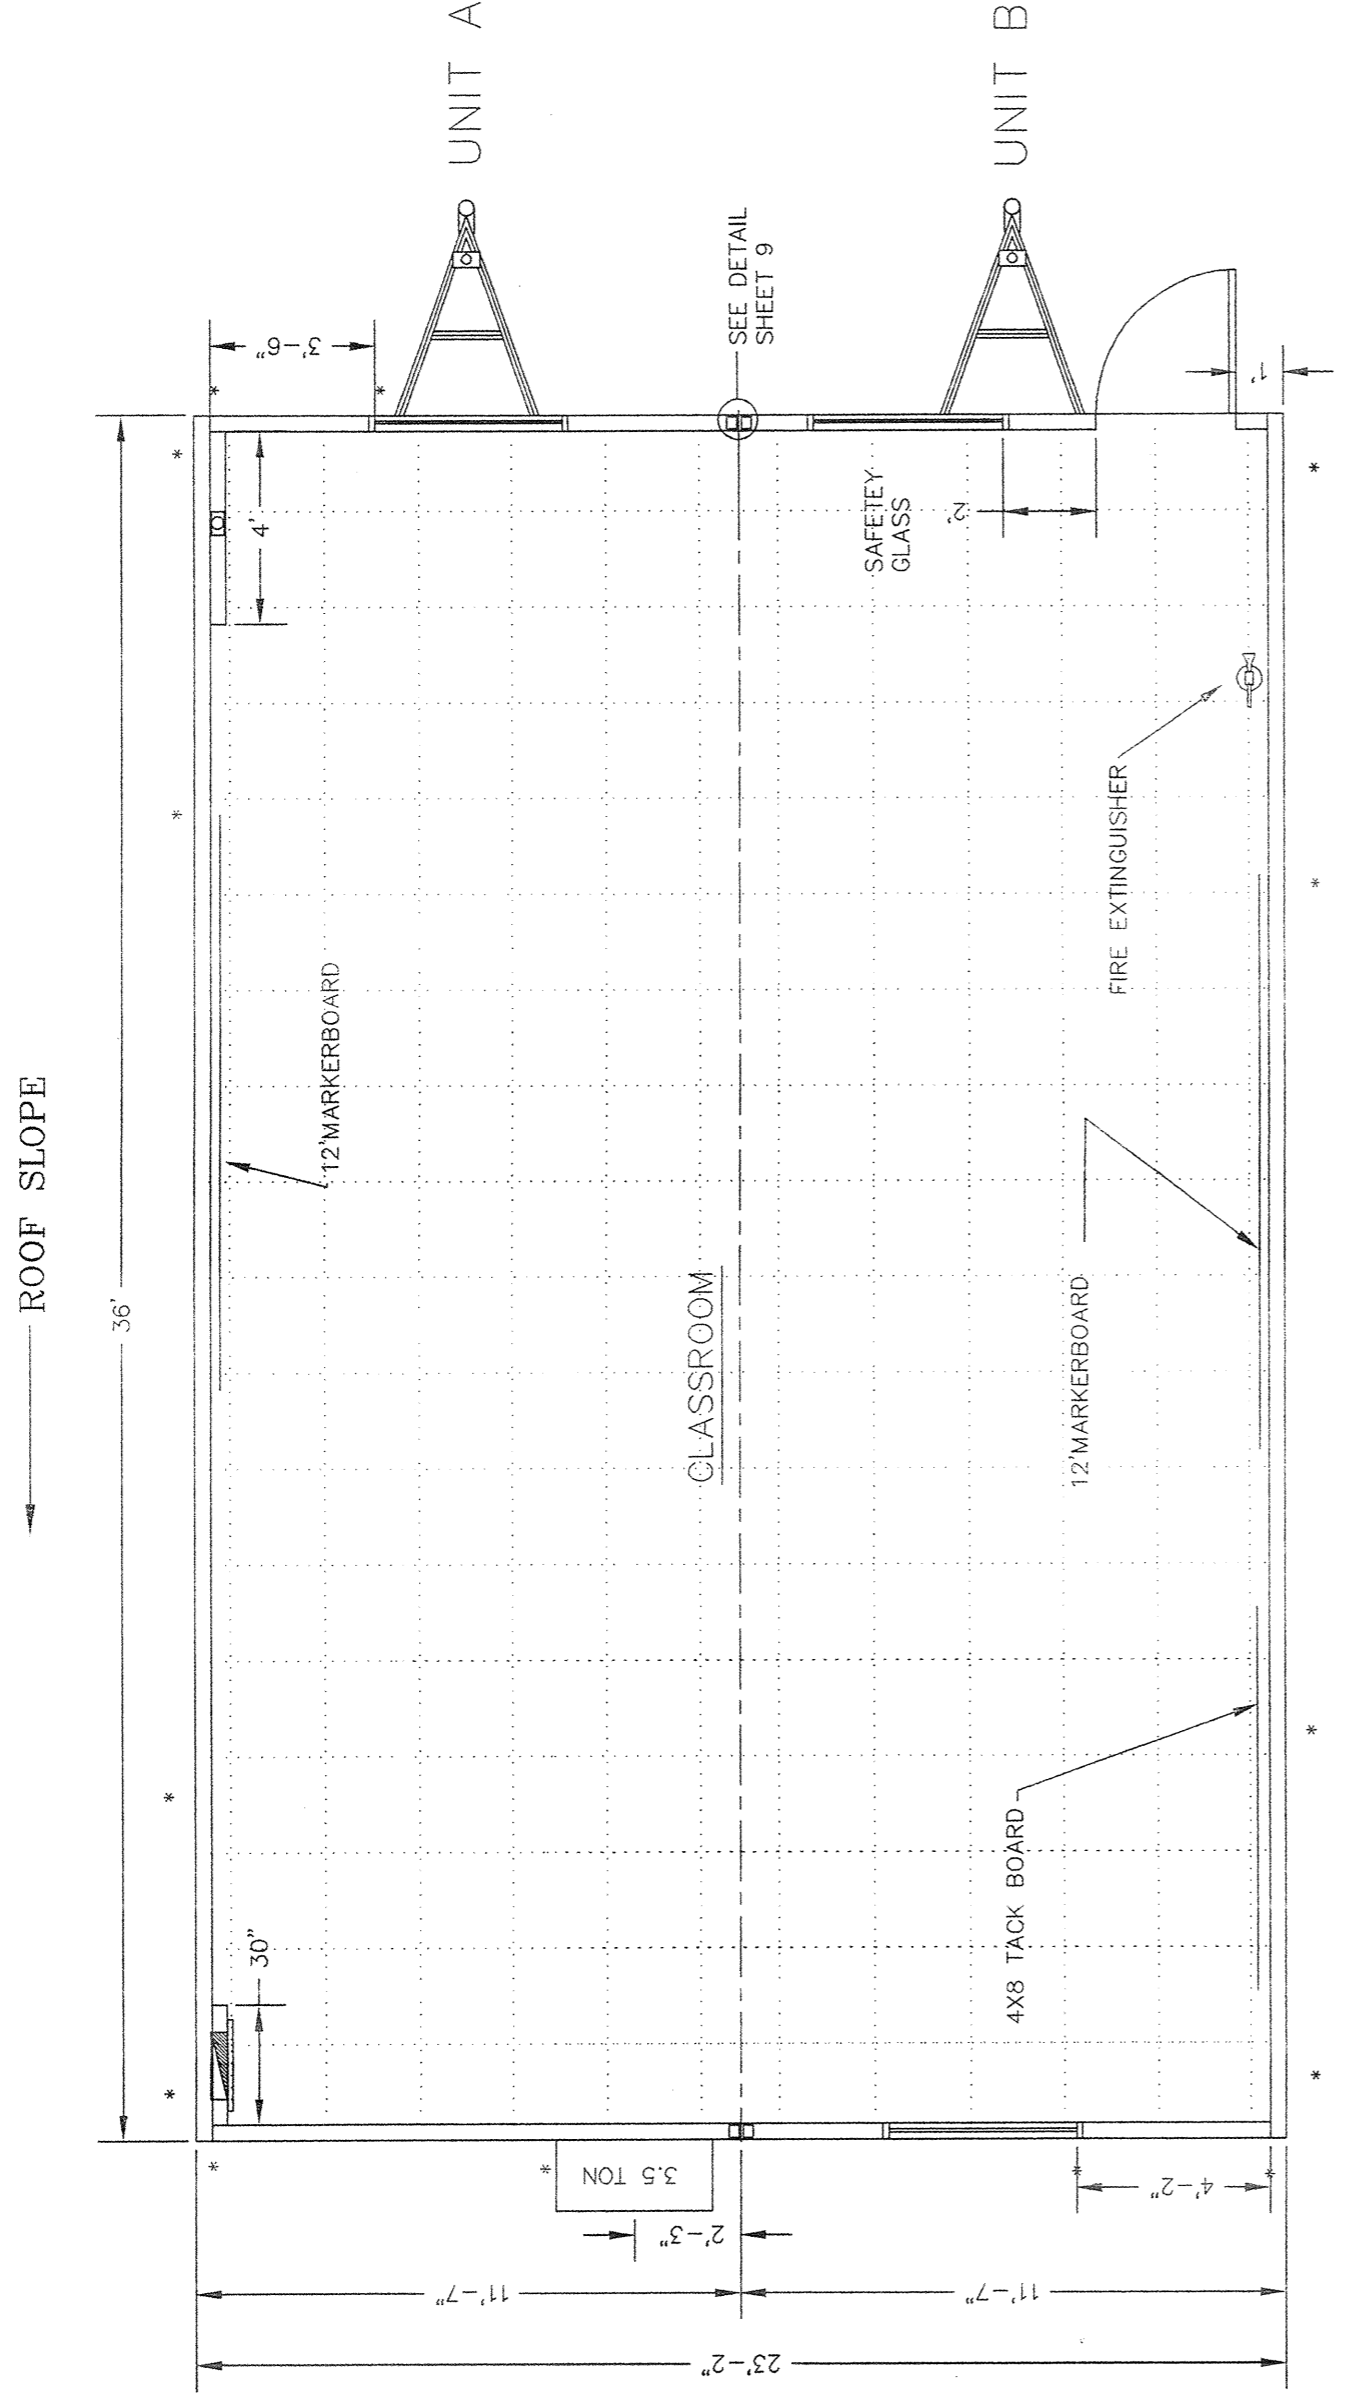 ROOF SLOPE
36'
UNIT A
UNIT B
SEE DETAIL
SHEET 9
3'-6"
4'
1'
2'
SAFETEY
GLASS
12'MARKERBOARD
FIRE EXTINGUISHER
CLASSROOM
12'MARKERBOARD
4X8 TACK BOARD
30"
3.5 TON
4'-2"
2'-3"
11'-7"
11'-7"
23'-2"